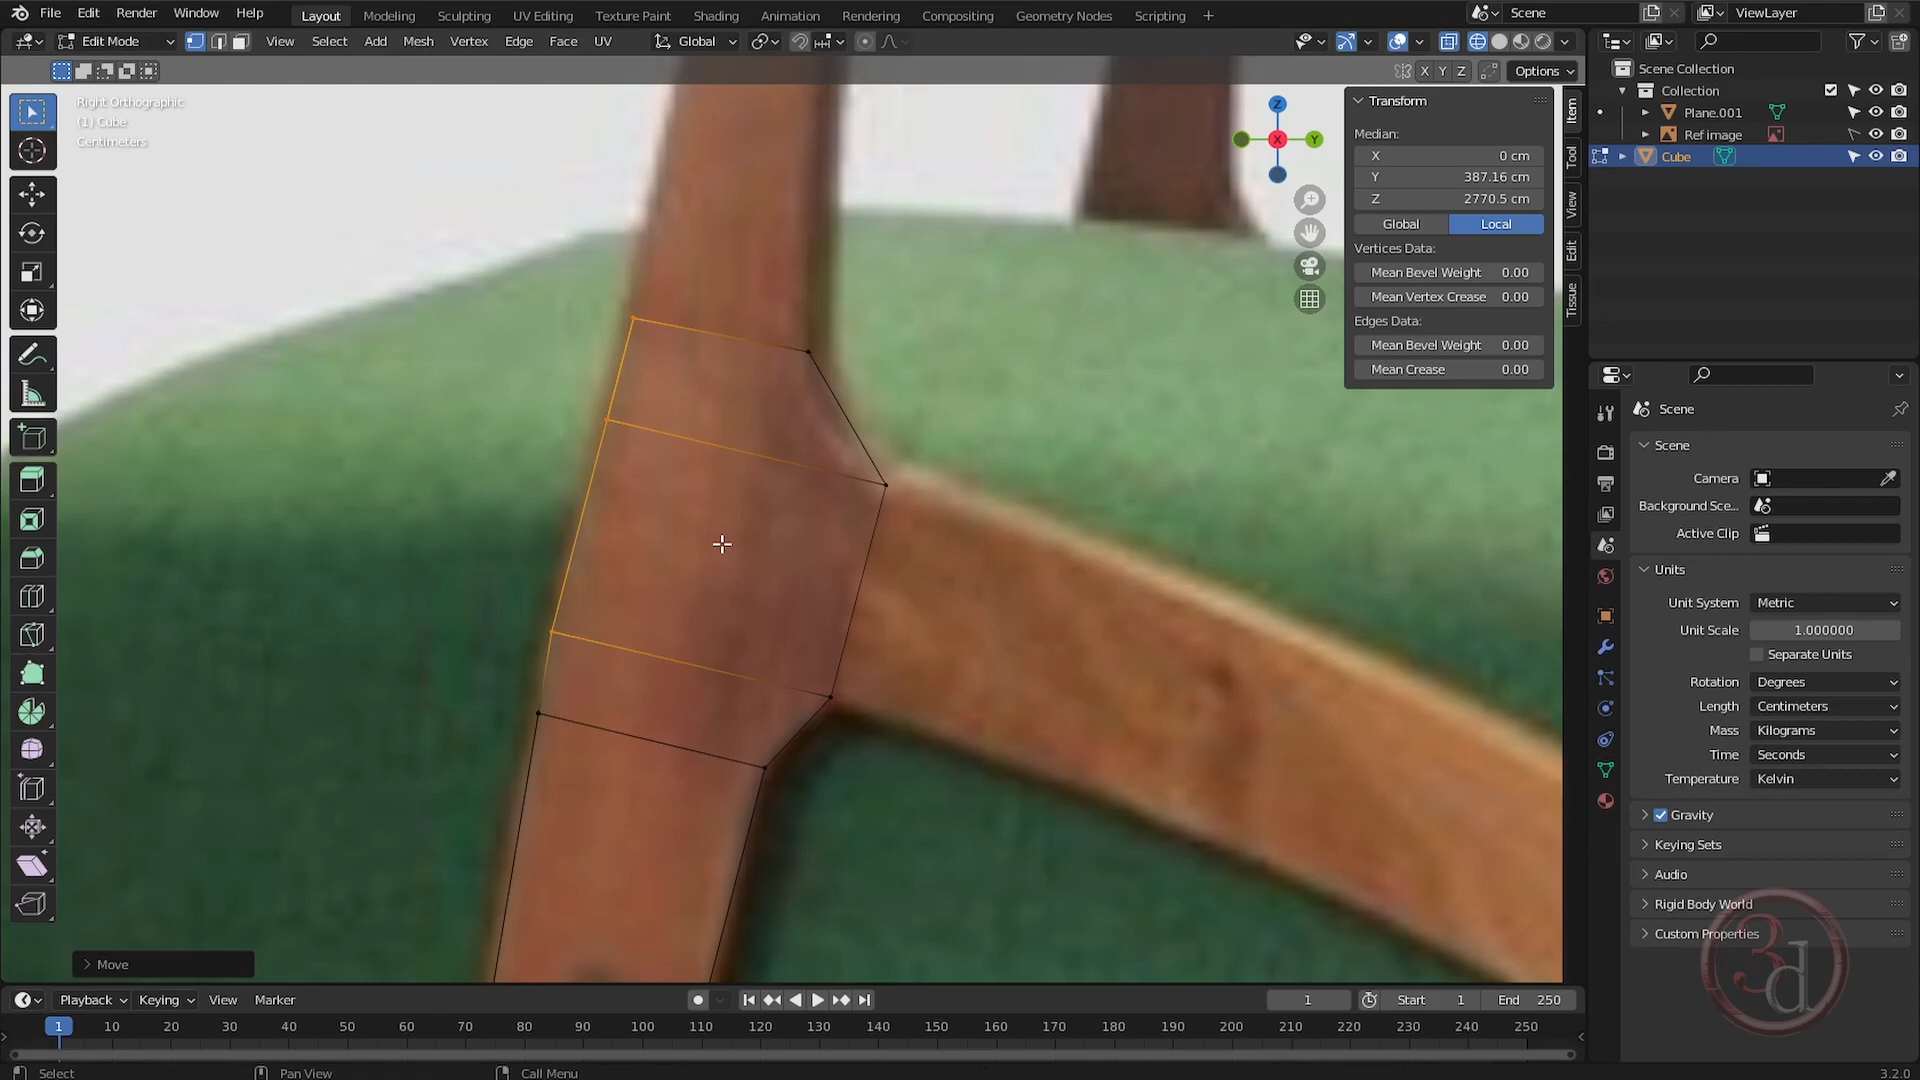 File Edit Render Window Help Layout Modeling Sculpting UV Editing Texture Paint Shading Animation Rendering Compositing Geometry Nodes Scripting + Scene ViewLayer
Edit Mode View Select Add Mesh Vertex Edge Face UV Global
X Y Z Options
Right Orthographic
(1) Cube
Centimeters
Z
X
Y
Transform
Median:
X 0 cm
Y 387.16 cm
Z 2770.5 cm
Global Local
Vertices Data:
Mean Bevel Weight 0.00
Mean Vertex Crease 0.00
Edges Data:
Mean Bevel Weight 0.00
Mean Crease 0.00
Item
Tool
View
Edit
Tissue
Scene Collection
Collection
Plane.001
Ref image
Cube
Scene
Scene
Camera
Background Sce...
Active Clip
Units
Unit System Metric
Unit Scale 1.000000
Separate Units
Rotation Degrees
Length Centimeters
Mass Kilograms
Time Seconds
Temperature Kelvin
Gravity
Keying Sets
Audio
Rigid Body World
Custom Properties
3d
Move
Playback Keying View Marker 1 Start 1 End 250
1 10 20 30 40 50 60 70 80 90 100 110 120 130 140 150 160 170 180 190 200 210 220 230 240 250
Select Pan View Call Menu 3.2.0